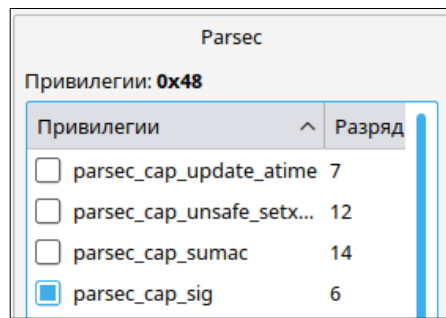 Parsec
Привилегии: 0x48
Привилегии Разряд
parsec_cap_update_atime 7
parsec_cap_unsafe_setx... 12
parsec_cap_sumac 14
parsec_cap_sig 6